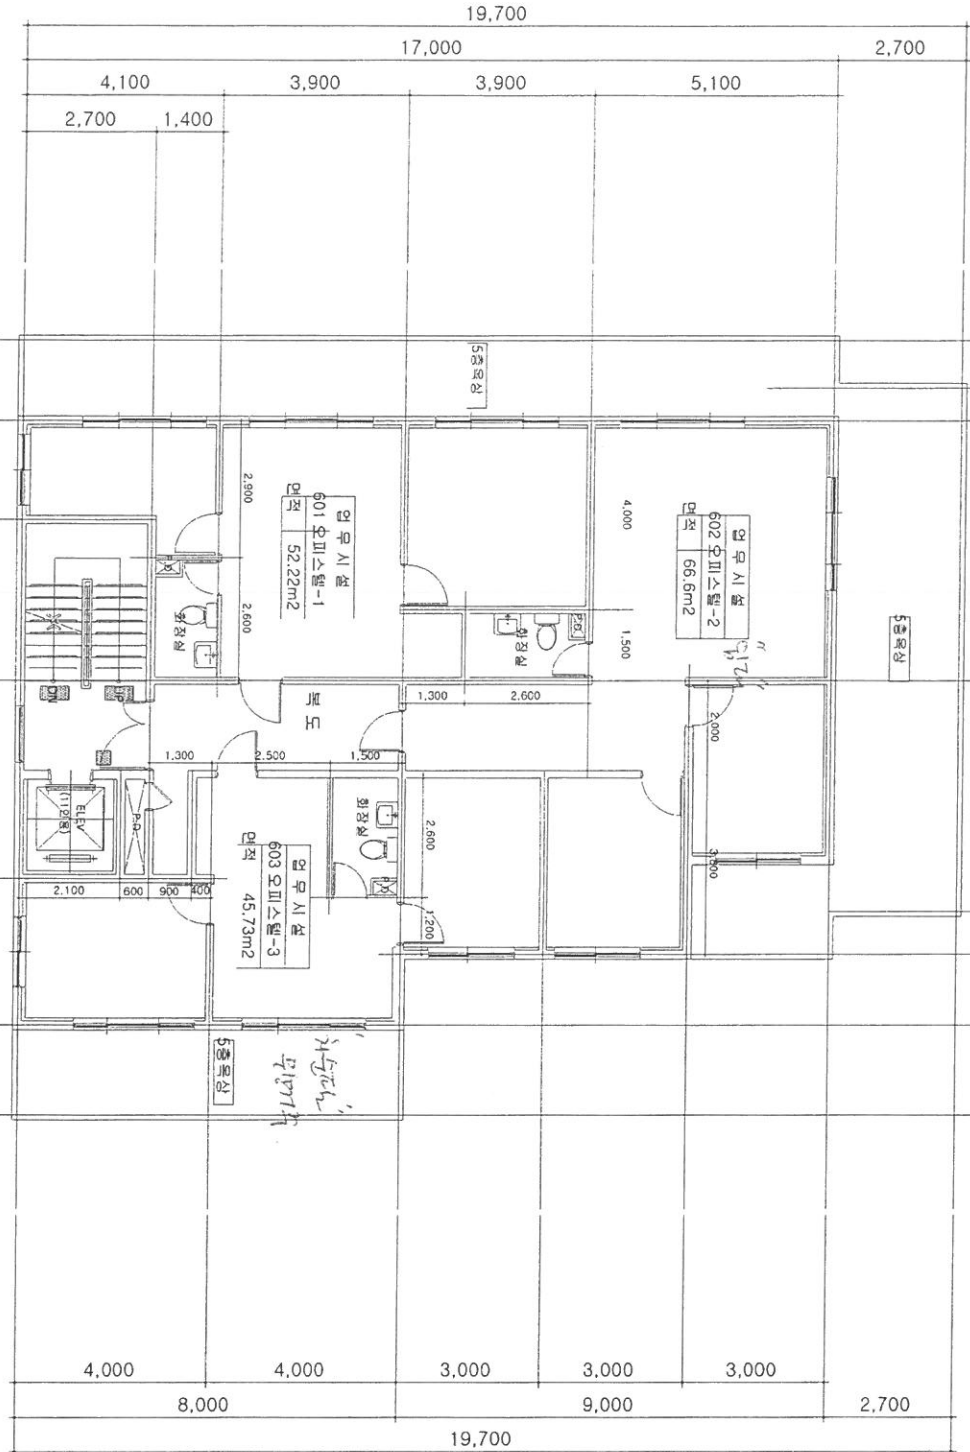 19,700
17,000
2,700
4,100
3,900
3,900
5,100
2,700
1,400
5층옥상
2,900
업 무 시 설
601 오피스텔-1
면적 52.22m2
4,000
업 무 시 설
602 오피스텔-2
면적 66.6m2
5층옥상
P.D
2,600
화장실
화장실
P.D
1,500
DN
UP
복 도
1,300
2.600
2,000
1,300
2.500
1,500
ELEV
(11인용)
P.D
화장실
P.D
2,600
업 무 시 설
603 오피스텔-3
면적 45.73m2
2.100
600
900
400
1,200
5층옥상
4,000
4,000
3,000
3,000
3,000
8,000
9,000
2,700
19,700